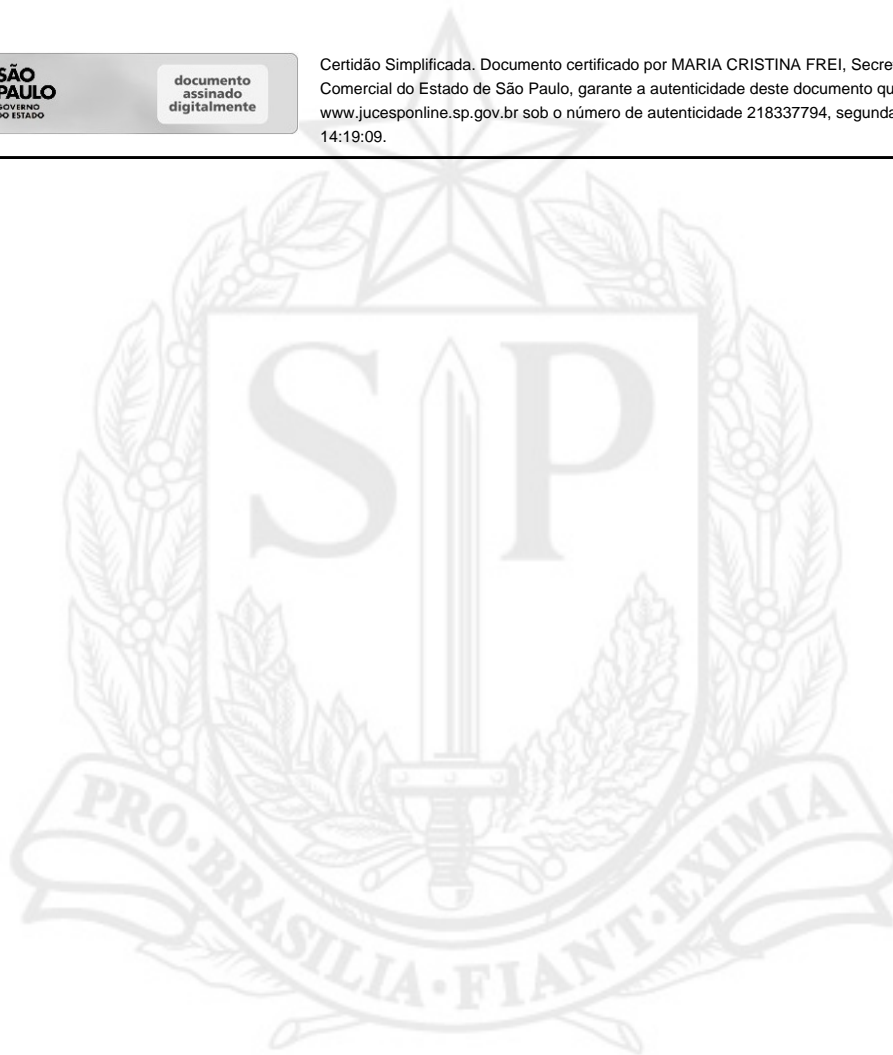 SÃO
PAULO
GOVERNO
DO ESTADO
documento
assinado
digitalmente
Certidão Simplificada. Documento certificado por MARIA CRISTINA FREI, Secre
Comercial do Estado de São Paulo, garante a autenticidade deste documento qu
www.jucesponline.sp.gov.br sob o número de autenticidade 218337794, segunda
14:19:09.
S P
PRO·BRASILIA·FIANT·EXIMIA